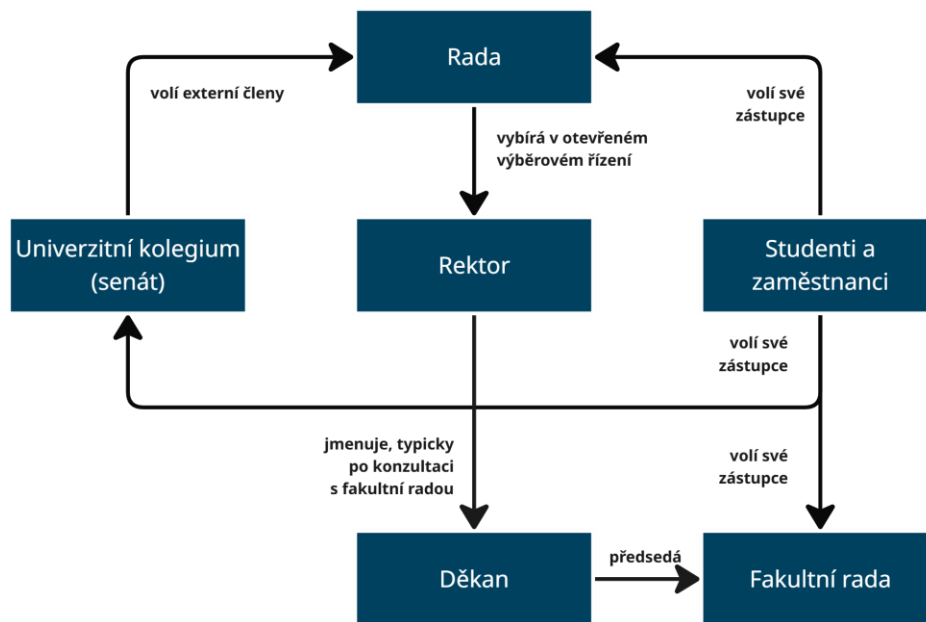 Rada
volí externí členy
volí své
zástupce
vybírá v otevřeném
výběrovém řízení
Univerzitní kolegium
(senát)
Rektor
Studenti a
zaměstnanci
volí své
zástupce
jmenuje, typicky
po konzultaci
s fakultní radou
volí své
zástupce
Děkan
předsedá
Fakultní rada